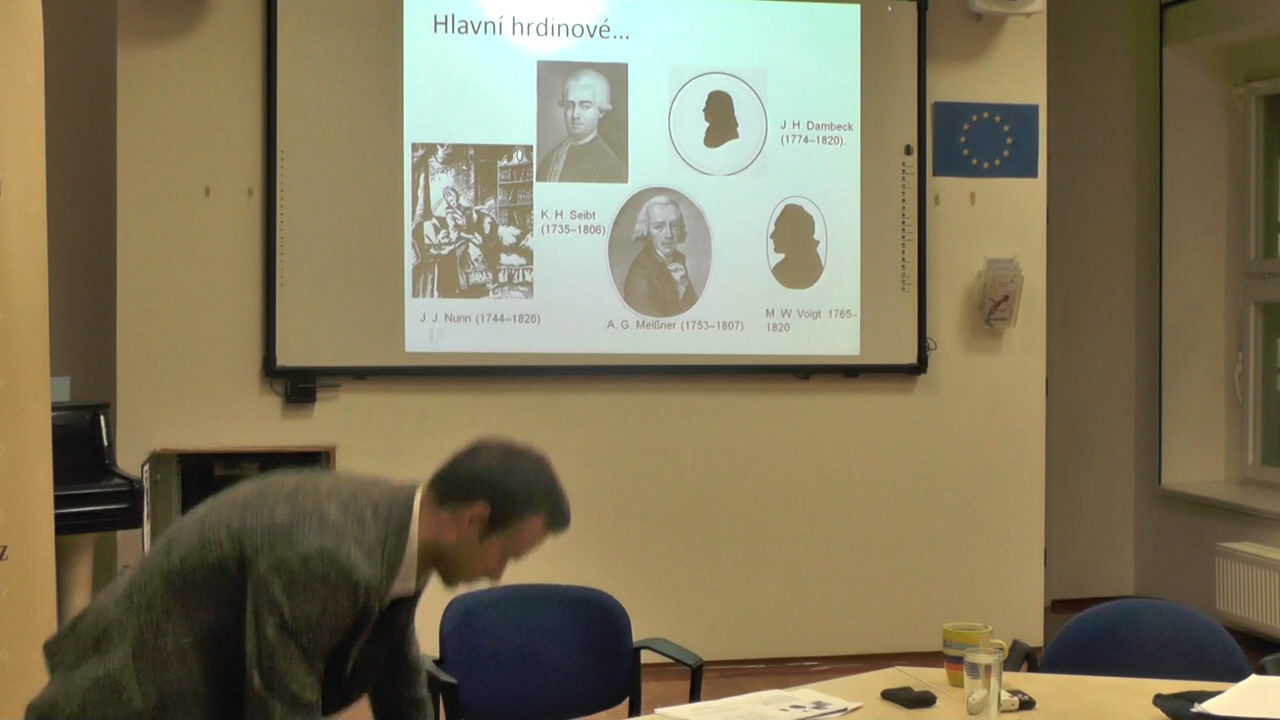 Hlavní hrdinové...
J. H. Dambeck
(1774–1820).
K. H. Seibt
(1735–1806)
J. J. Nunn (1744–1826)
A. G. Meißner (1753–1807)
M. W. Voigt 1765–
1820
z